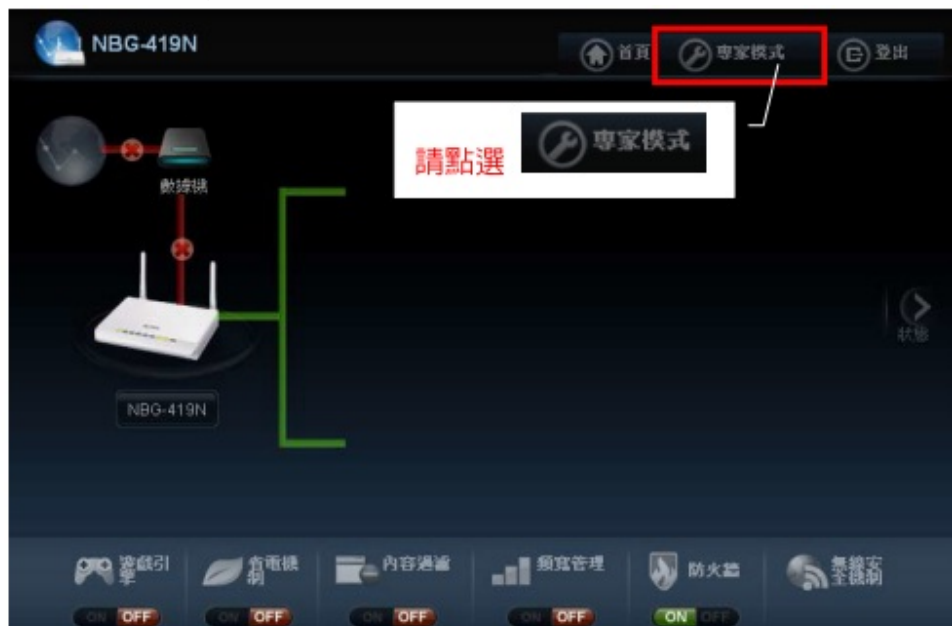 NBG-419N
首頁
專家模式
登出
請點選 專家模式
數據機
狀態
NBG-419N
遊戲引
擎
省電機
制
內容過濾
頻寬管理
防火牆
無線安
全機制
ON OFF
ON OFF
ON OFF
ON OFF
ON OFF